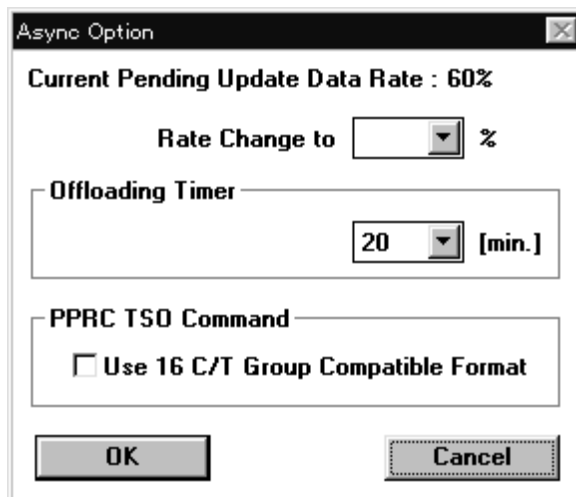 Async Option
Current Pending Update Data Rate : 60%
Rate Change to %
Offloading Timer
20 [min.]
PPRC TSO Command
Use 16 C/T Group Compatible Format
OK Cancel